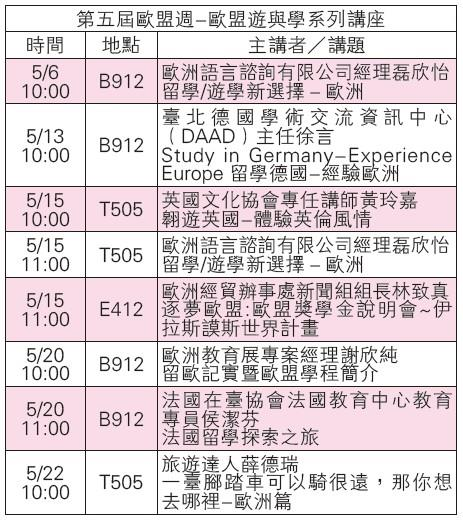 第五屆歐盟週–歐盟遊與學系列講座
時間 地點 主講者／講題
5/6
10:00
B912
歐洲語言諮詢有限公司經理磊欣怡
留學/遊學新選擇 – 歐洲
5/13
10:00
B912
臺北德國學術交流資訊中心
（DAAD）主任徐言
Study in Germany–Experience
Europe 留學德國–經驗歐洲
5/15
10:00
T505
英國文化協會專任講師黃玲嘉
翱遊英國–體驗英倫風情
5/15
11:00
T505
歐洲語言諮詢有限公司經理磊欣怡
留學/遊學新選擇 – 歐洲
5/15
11:00
E412
歐洲經貿辦事處新聞組組長林致真
逐夢歐盟:歐盟獎學金說明會~伊
拉斯謨斯世界計畫
5/20
10:00
B912
歐洲教育展專案經理謝欣純
留歐記實暨歐盟學程簡介
5/20
11:00
B912
法國在臺協會法國教育中心教育
專員侯潔芬
法國留學探索之旅
5/22
10:00
T505
旅遊達人薛德瑞
一臺腳踏車可以騎很遠，那你想
去哪裡–歐洲篇